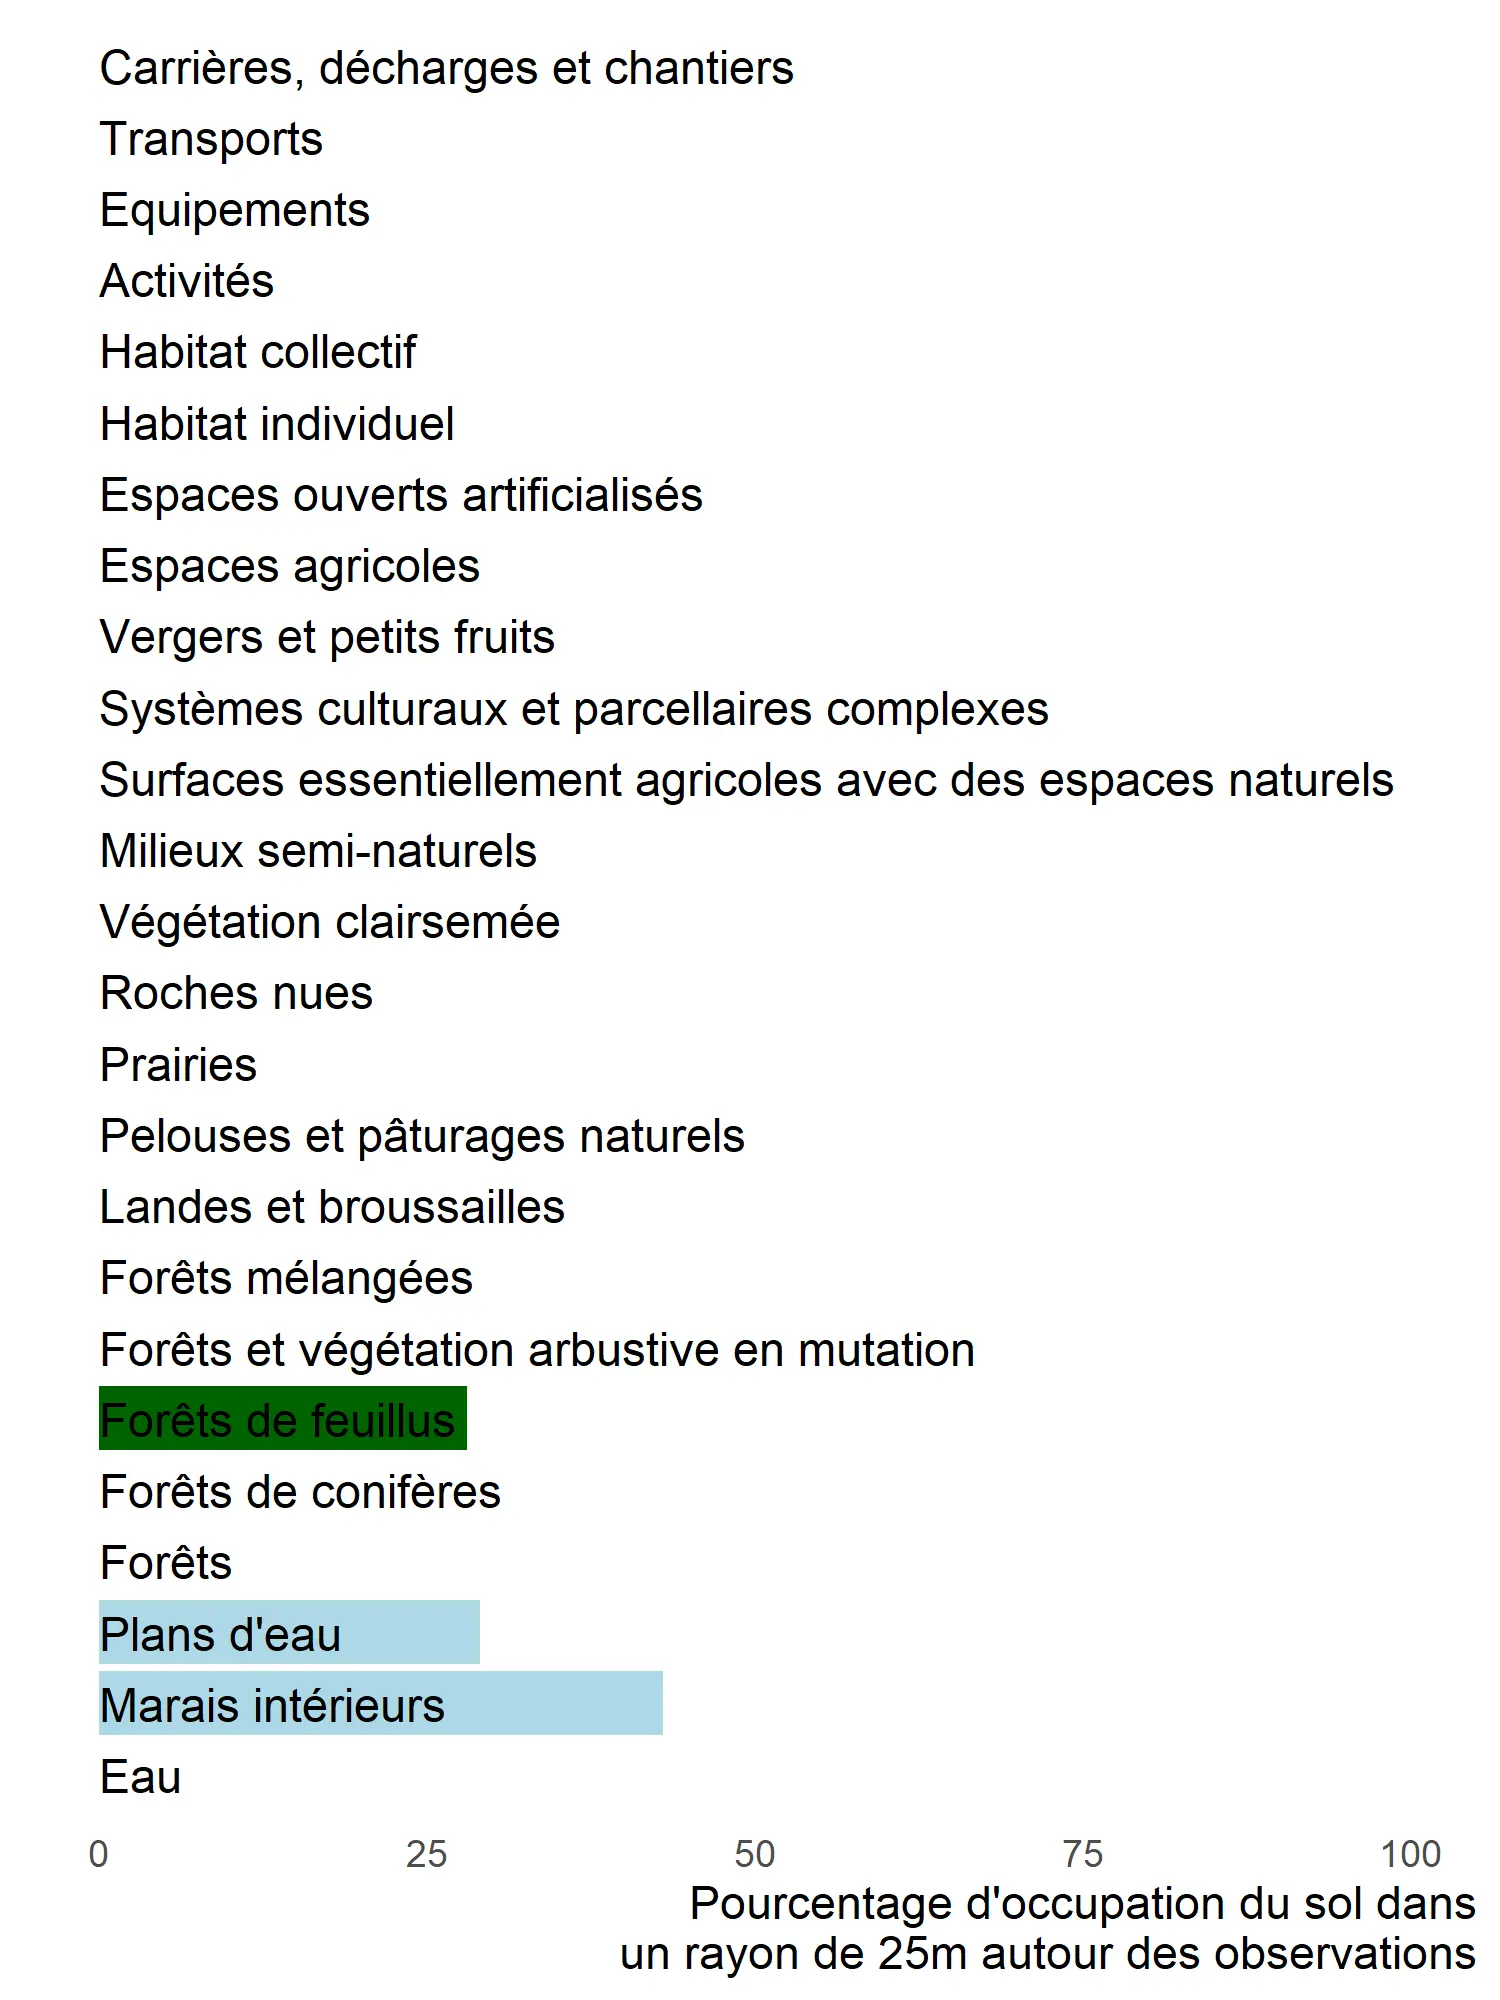 Carrières, décharges et chantiers
Transports
Equipements
Activités
Habitat collectif
Habitat individuel
Espaces ouverts artificialisés
Espaces agricoles
Vergers et petits fruits
Systèmes culturaux et parcellaires complexes
Surfaces essentiellement agricoles avec des espaces naturels
Milieux semi-naturels
Végétation clairsemée
Roches nues
Prairies
Pelouses et pâturages naturels
Landes et broussailles
Forêts mélangées
Forêts et végétation arbustive en mutation
Forêts de feuillus
Forêts de conifères
Forêts
Plans d'eau
Marais intérieurs
Eau
0 25 50 75 100
Pourcentage d'occupation du sol dans
un rayon de 25m autour des observations